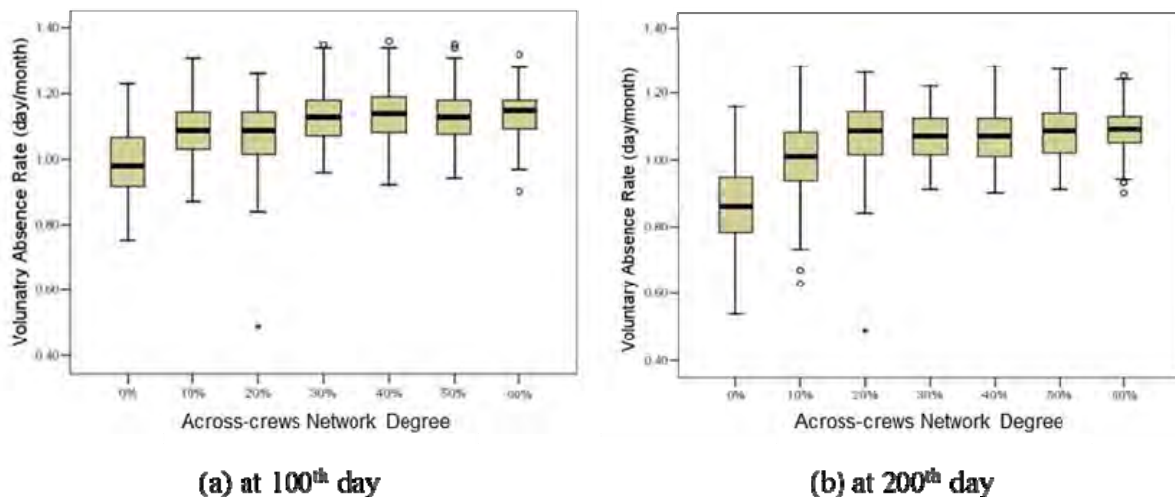 1.40
1.20
1.00
0.80
0.60
0.40
Volunatry Absence Rate (day/month)
0% 10% 20% 30% 40% 50% 60%
Across-crews Network Degree
(a) at 100th day
1.40
1.20
1.00
0.80
0.60
0.40
Voluntary Absence Rate (day/month)
0% 10% 20% 30% 40% 50% 60%
Across-crews Network Degree
(b) at 200th day